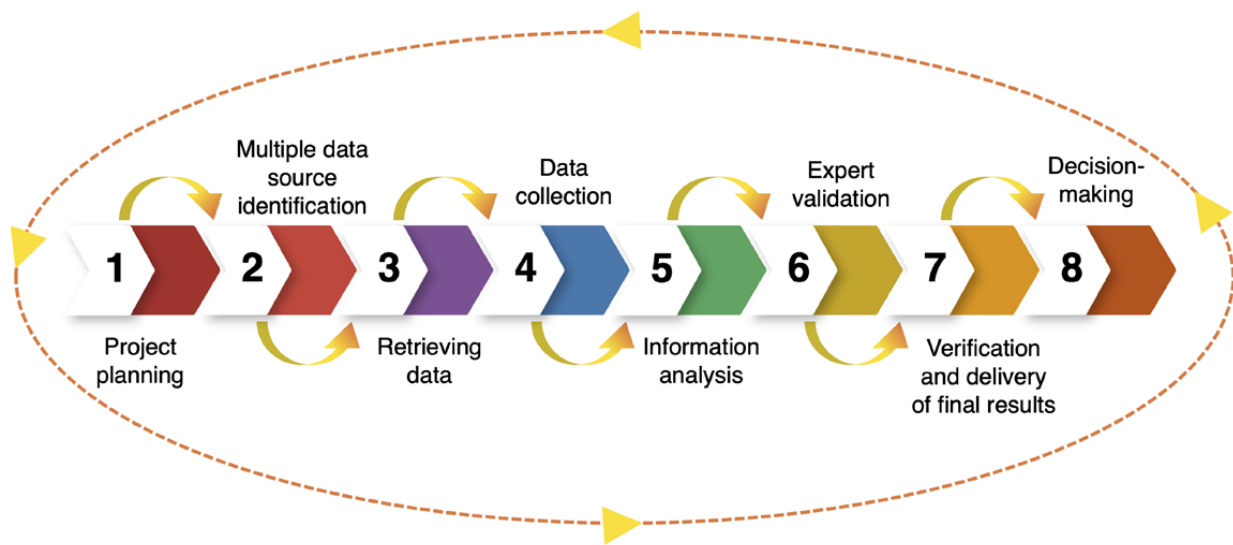 Multiple data
source
identification
Data
collection
Expert
validation
Decision-
making
1
2
3
4
5
6
7
8
Project
planning
Retrieving
data
Information
analysis
Verification
and delivery
of final results